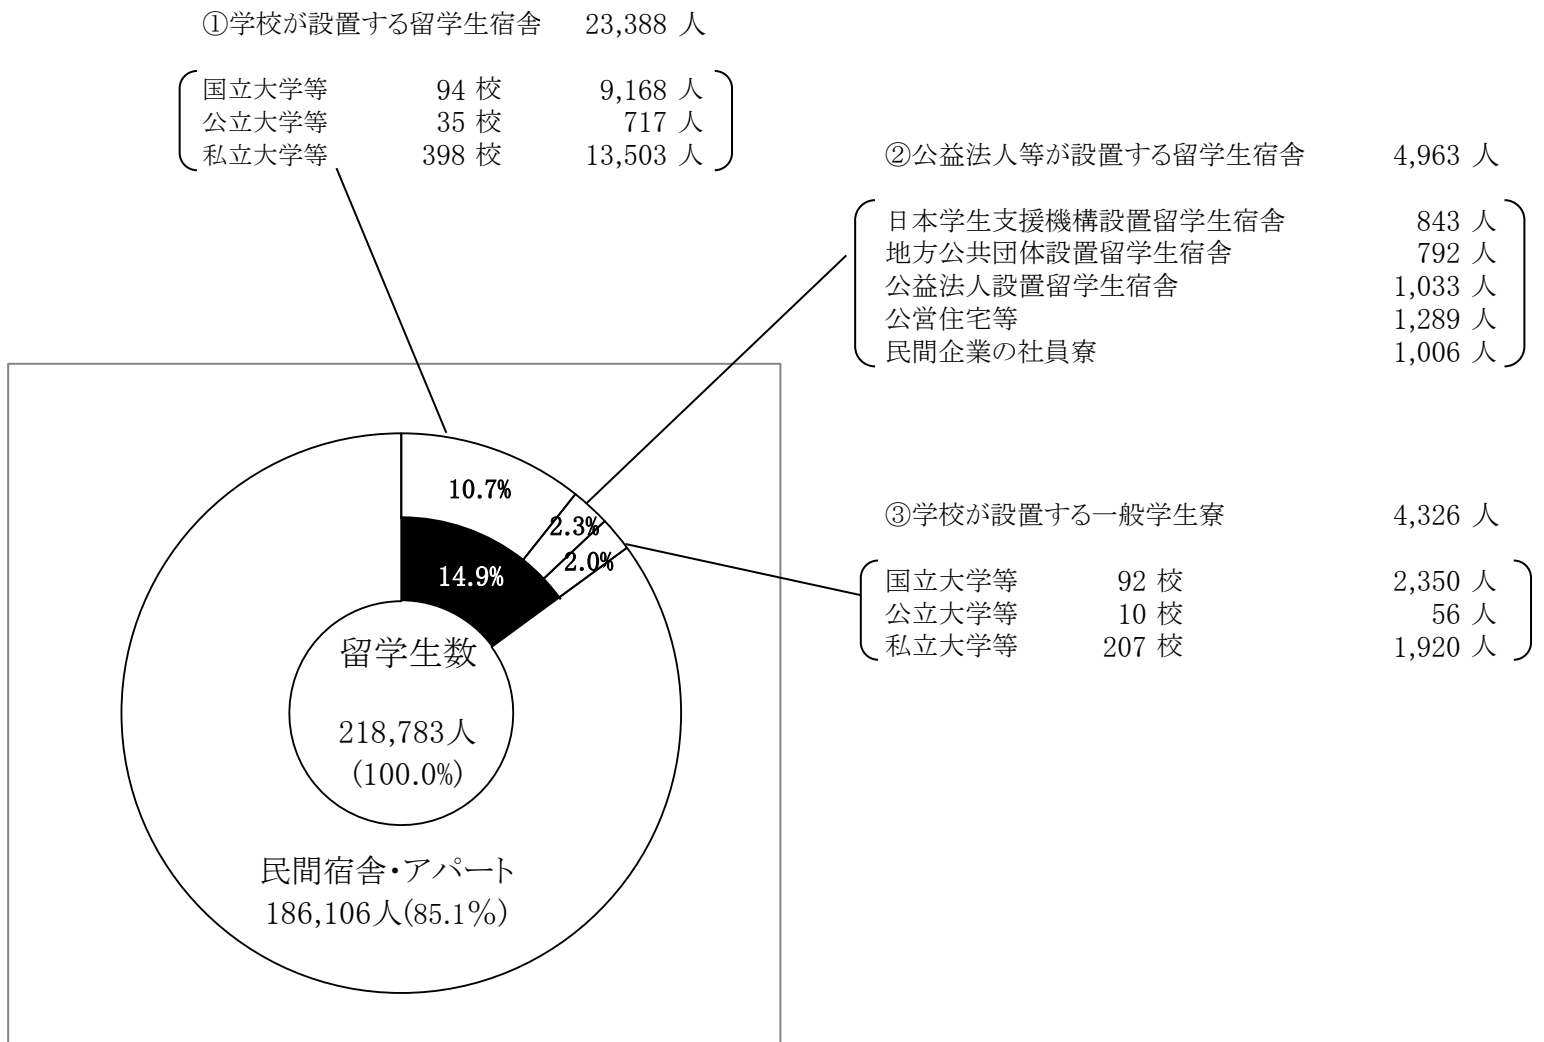 ①学校が設置する留学生宿舎 23,388 人
国立大学等 94 校 9,168 人
公立大学等 35 校 717 人
私立大学等 398 校 13,503 人
②公益法人等が設置する留学生宿舎 4,963 人
日本学生支援機構設置留学生宿舎 843 人
地方公共団体設置留学生宿舎 792 人
公益法人設置留学生宿舎 1,033 人
公営住宅等 1,289 人
民間企業の社員寮 1,006 人
③学校が設置する一般学生寮 4,326 人
国立大学等 92 校 2,350 人
公立大学等 10 校 56 人
私立大学等 207 校 1,920 人
10.7%
2.3%
2.0%
14.9%
留学生数
218,783人
(100.0%)
民間宿舎・アパート
186,106人(85.1%)